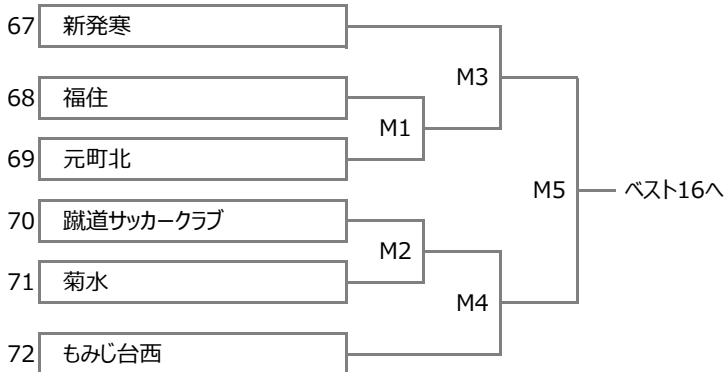 67 新発寒
M3
68 福住
M1
69 元町北
M5 ベスト16へ
70 蹴道サッカークラブ
M2
71 菊水
M4
72 もみじ台西